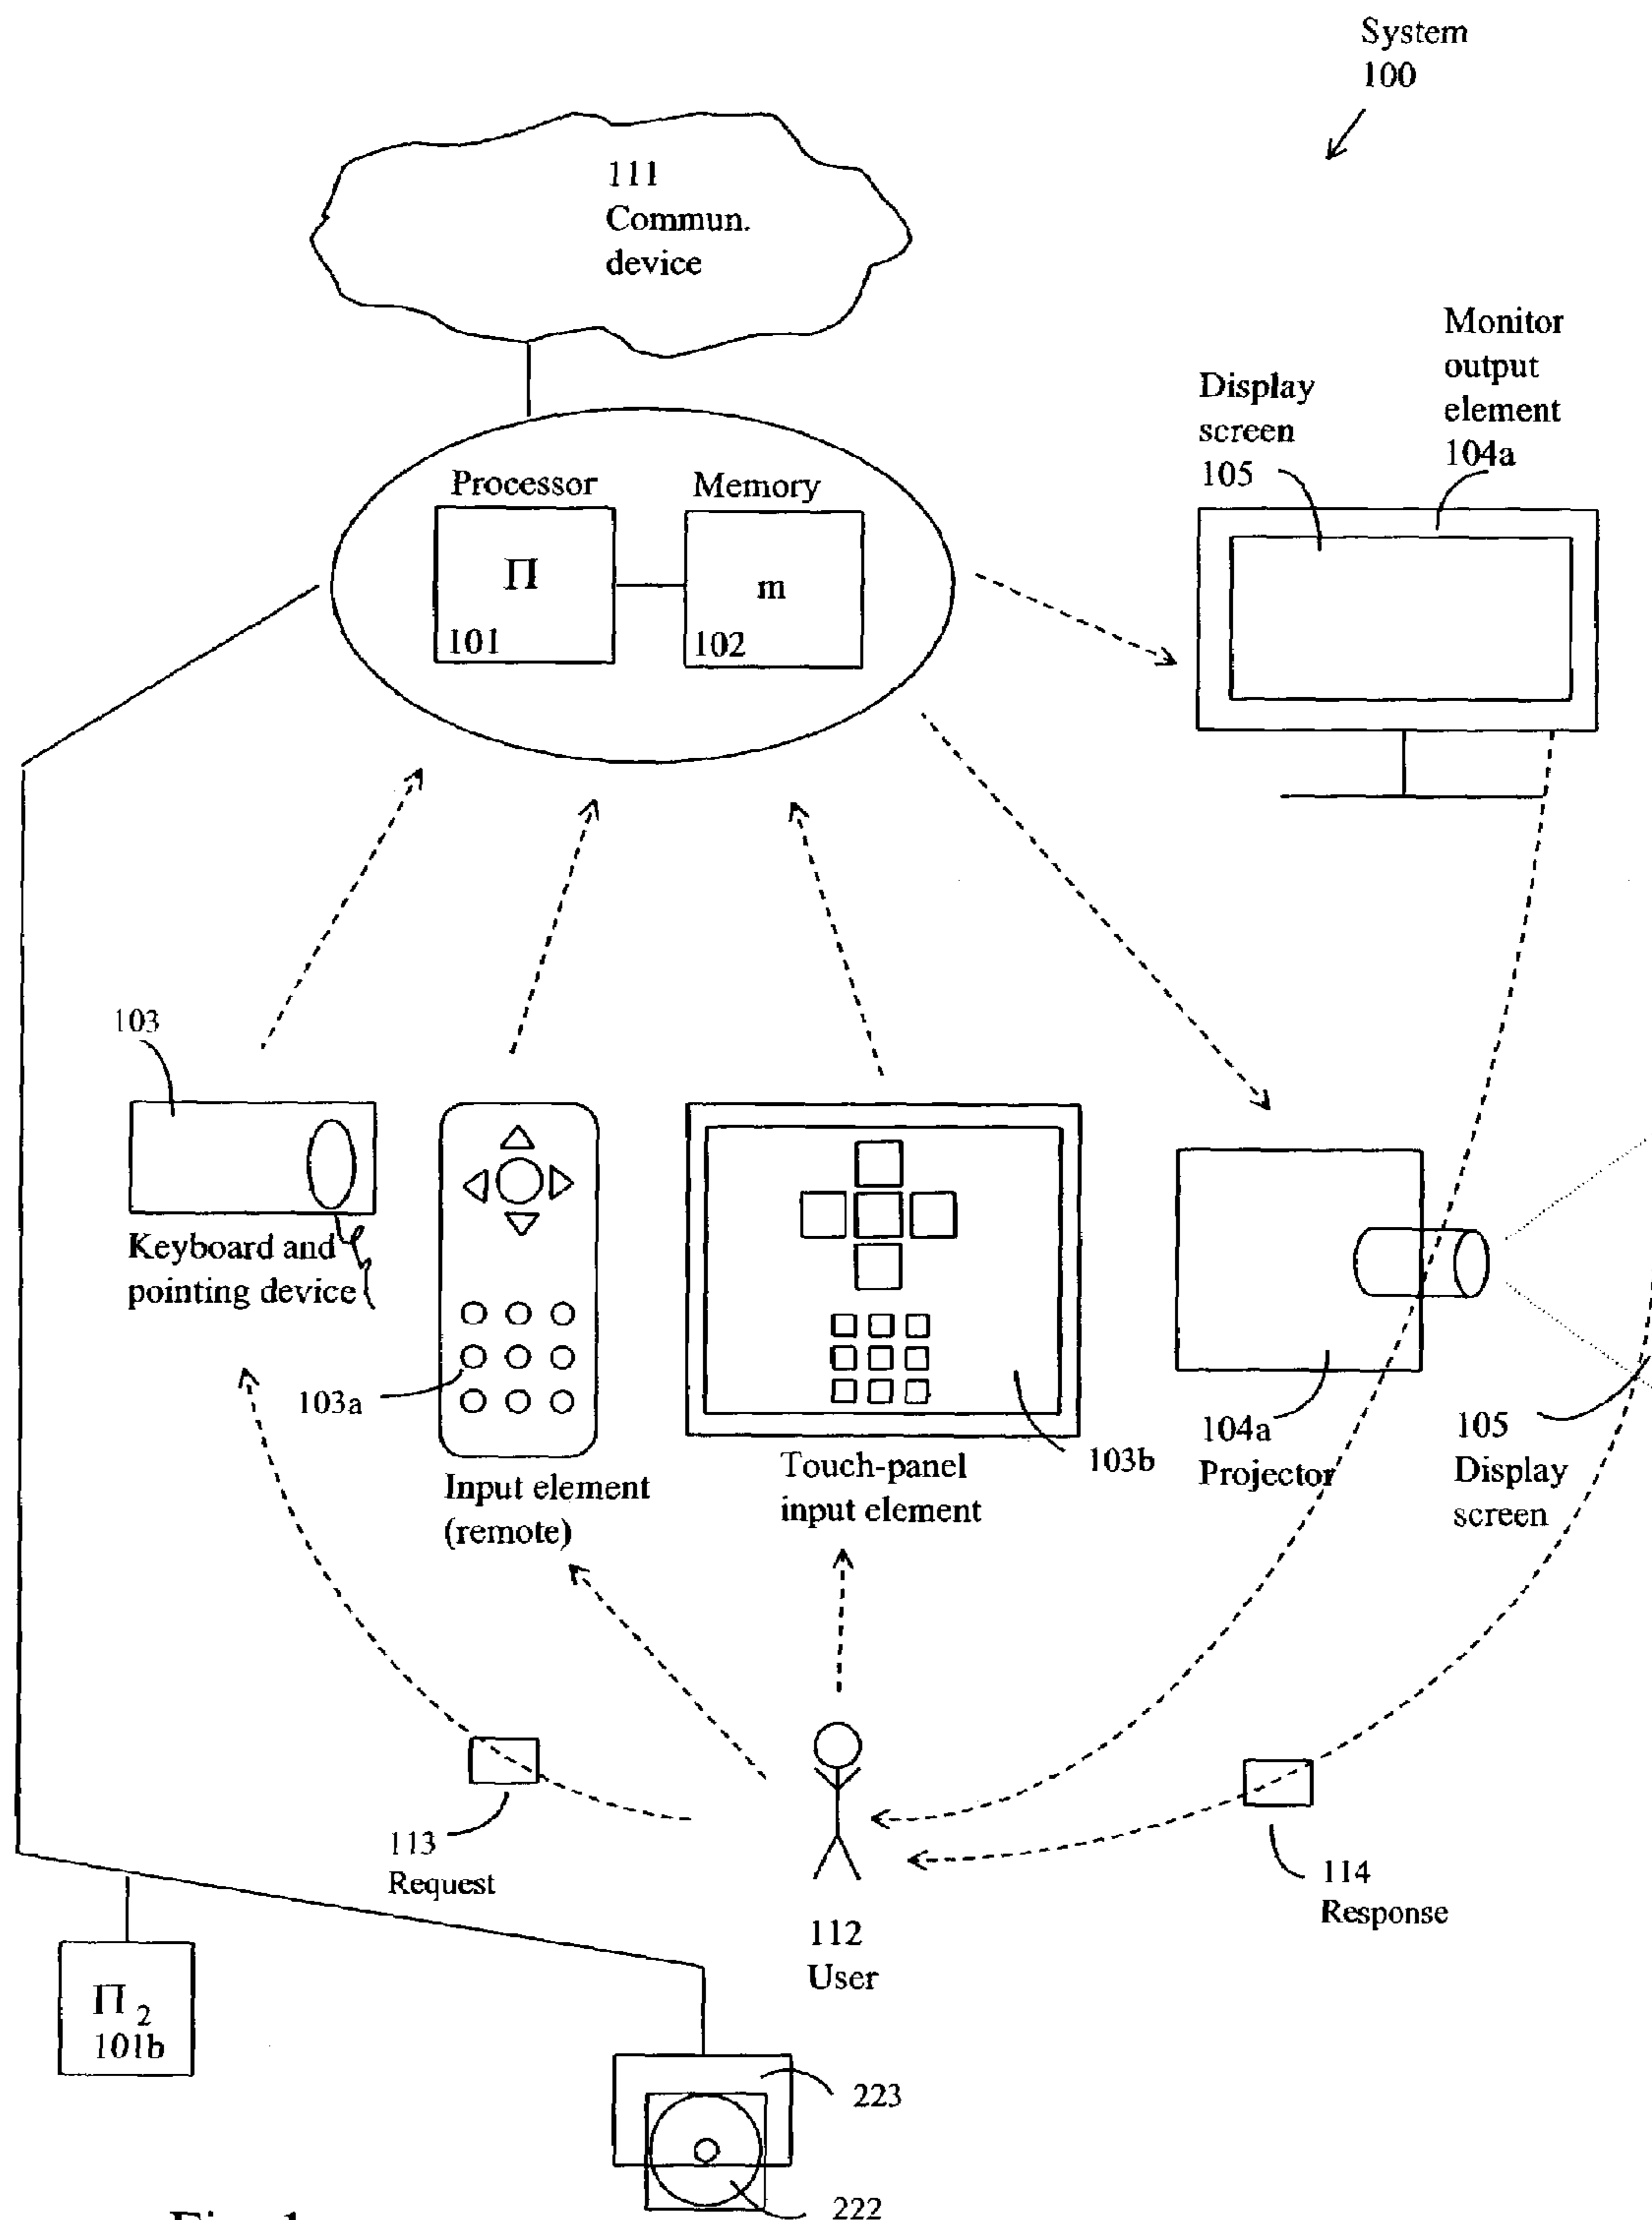 System
100
111
Commun.
device
Monitor
output
element
104a
Display
screen
105
Processor
Memory
Π
m
101
102
103
Keyboard and
pointing device
103a
Input element
(remote)
103b
Touch-panel
input element
104a
Projector
105
Display
screen
113
Request
112
User
114
Response
Π 2
101b
223
222